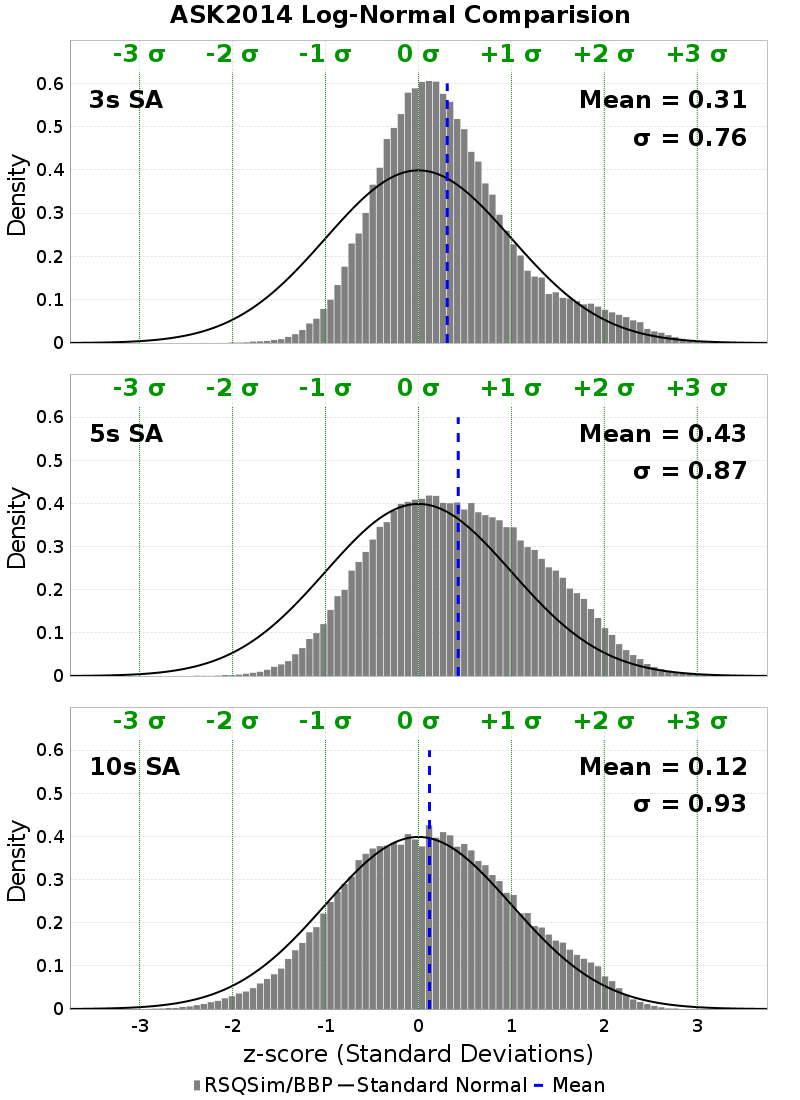 ASK2014 Log-Normal Comparision
-3 σ -2 σ -1 σ 0 σ +1 σ +2 σ +3 σ
3s SA Mean = 0.31
σ = 0.76
Density
0.6
0.5
0.4
0.3
0.2
0.1
0
-3 σ -2 σ -1 σ 0 σ +1 σ +2 σ +3 σ
5s SA Mean = 0.43
σ = 0.87
Density
0.6
0.5
0.4
0.3
0.2
0.1
0
-3 σ -2 σ -1 σ 0 σ +1 σ +2 σ +3 σ
10s SA Mean = 0.12
σ = 0.93
Density
0.6
0.5
0.4
0.3
0.2
0.1
0
-3 -2 -1 0 1 2 3
z-score (Standard Deviations)
RSQSim/BBP Standard Normal Mean